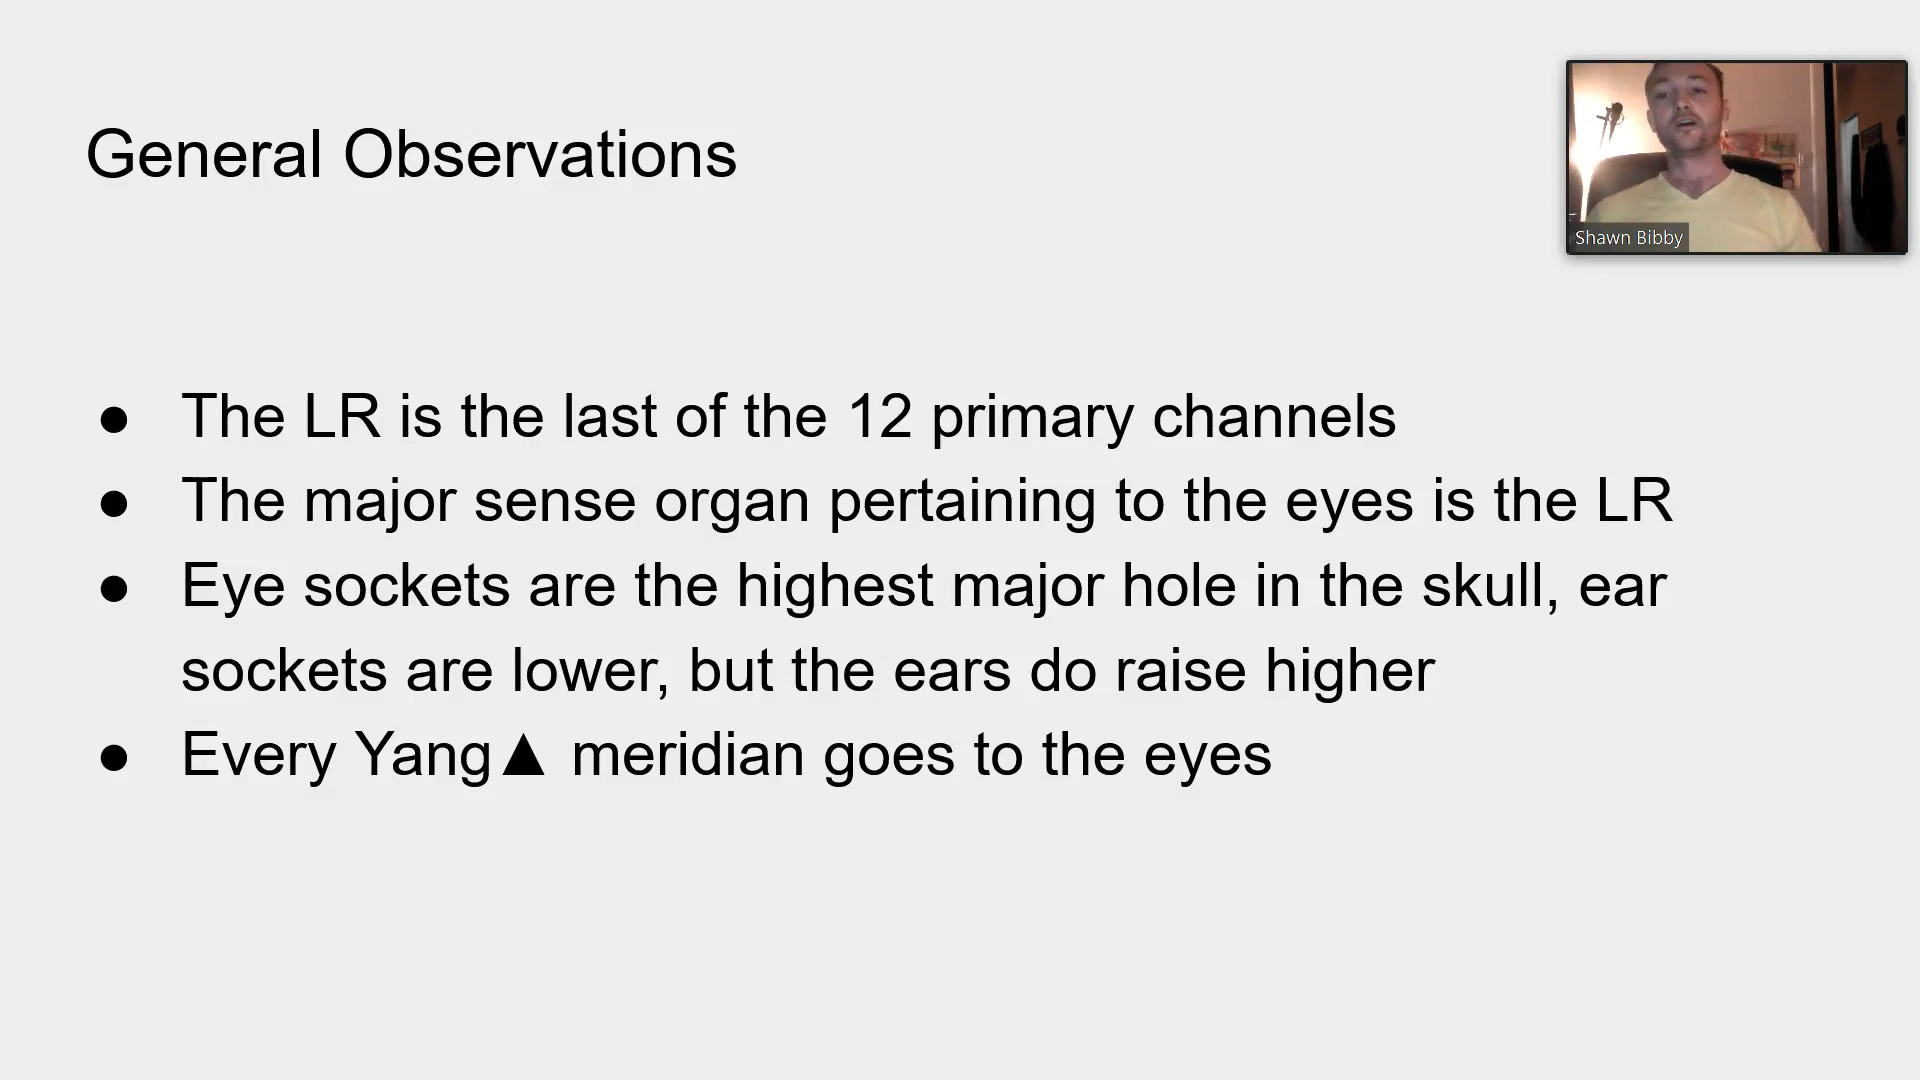 General Observations
Shawn Bibby
● The LR is the last of the 12 primary channels
● The major sense organ pertaining to the eyes is the LR
● Eye sockets are the highest major hole in the skull, ear
sockets are lower, but the ears do raise higher
● Every Yang▲ meridian goes to the eyes